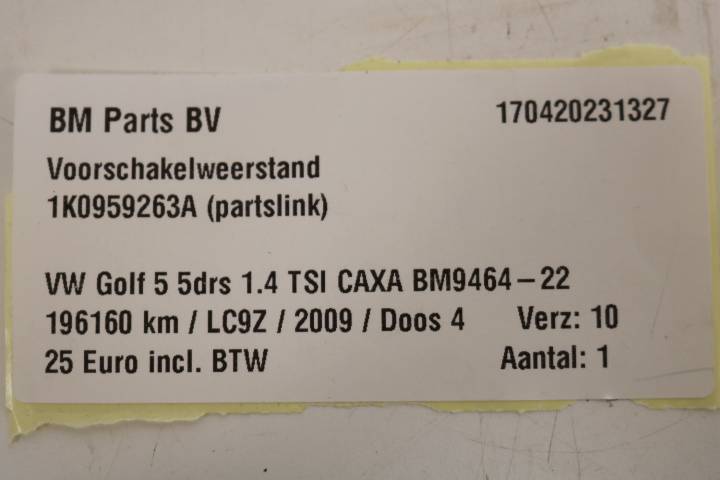 BM Parts BV 170420231327
Voorschakelweerstand
1K0959263A (partslink)
VW Golf 5 5drs 1.4 TSI CAXA BM9464-22
196160 km / LC9Z / 2009 / Doos 4 Verz: 10
25 Euro incl. BTW Aantal: 1